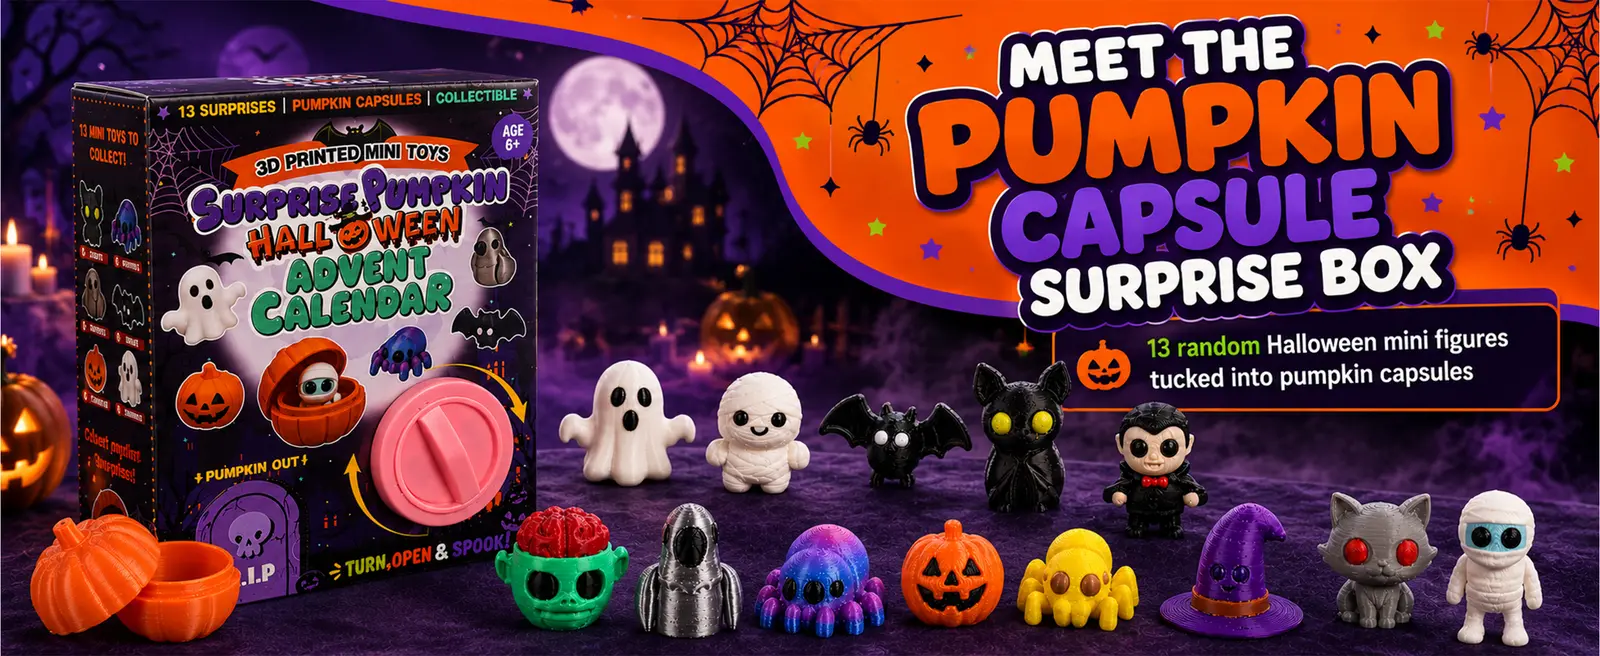 13 SURPRISES | PUMPKIN CAPSULES | COLLECTIBLE
AGE
6+
13 MINI TOYS TO
COLLECT!
3D PRINTED MINI TOYS
SURPRISE PUMPKIN
HALLOWEEN
ADVENT
CALENDAR
PUMPKIN OUT
TURN, OPEN & SPOOK!
MEET THE
PUMPKIN
CAPSULE
SURPRISE BOX
13 random Halloween mini figures
tucked into pumpkin capsules